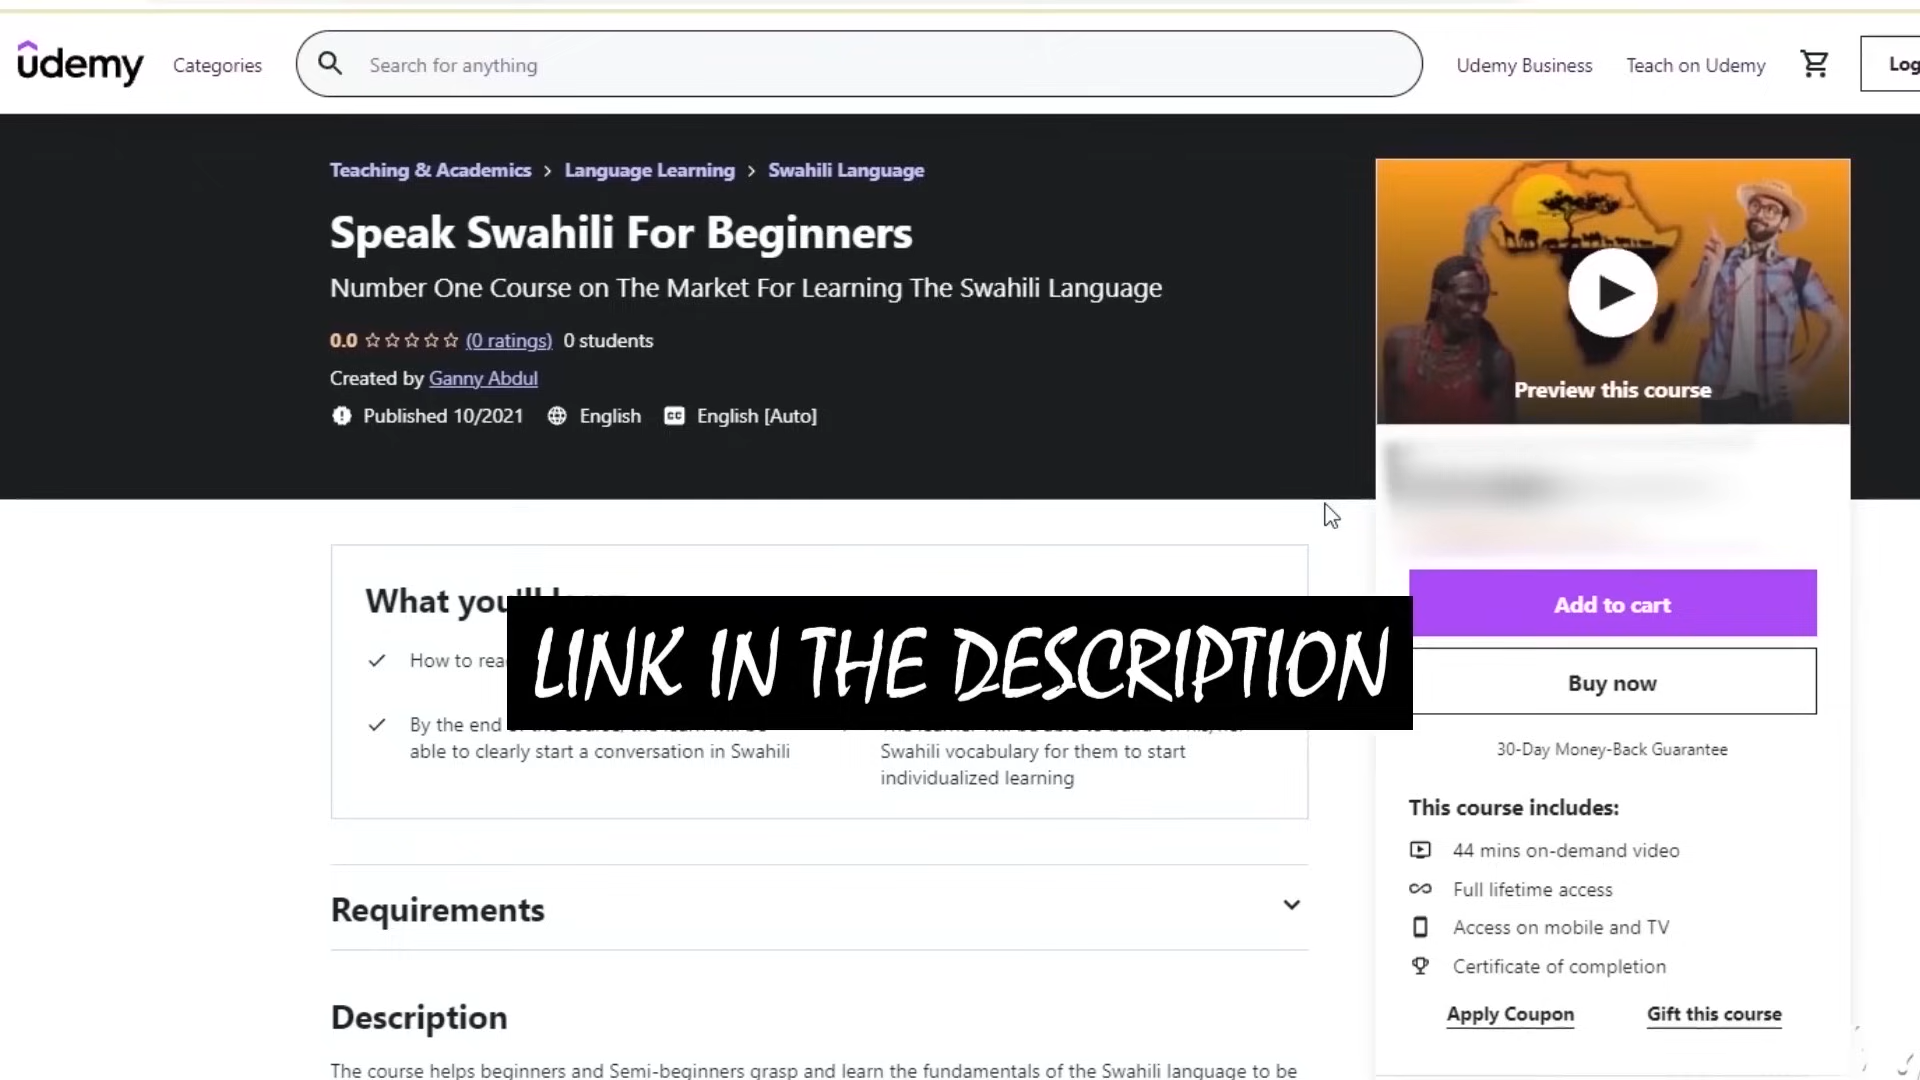 udemy
Categories
Search for anything
Udemy Business
Teach on Udemy
Log
Teaching & Academics > Language Learning > Swahili Language
Speak Swahili For Beginners
Number One Course on The Market For Learning The Swahili Language
0.0 (0 ratings) 0 students
Created by Ganny Abdul
Published 10/2021 English CC English [Auto]
Preview this course
What you'll
How to rea
By the end
able to clearly start a conversation in Swahili
Swahili vocabulary for them to start
individualized learning
LINK IN THE DESCRIPTION
Add to cart
Buy now
30-Day Money-Back Guarantee
This course includes:
44 mins on-demand video
Full lifetime access
Access on mobile and TV
Certificate of completion
Apply Coupon
Gift this course
Requirements
Description
The course helps beginners and Semi-beginners grasp and learn the fundamentals of the Swahili language to be